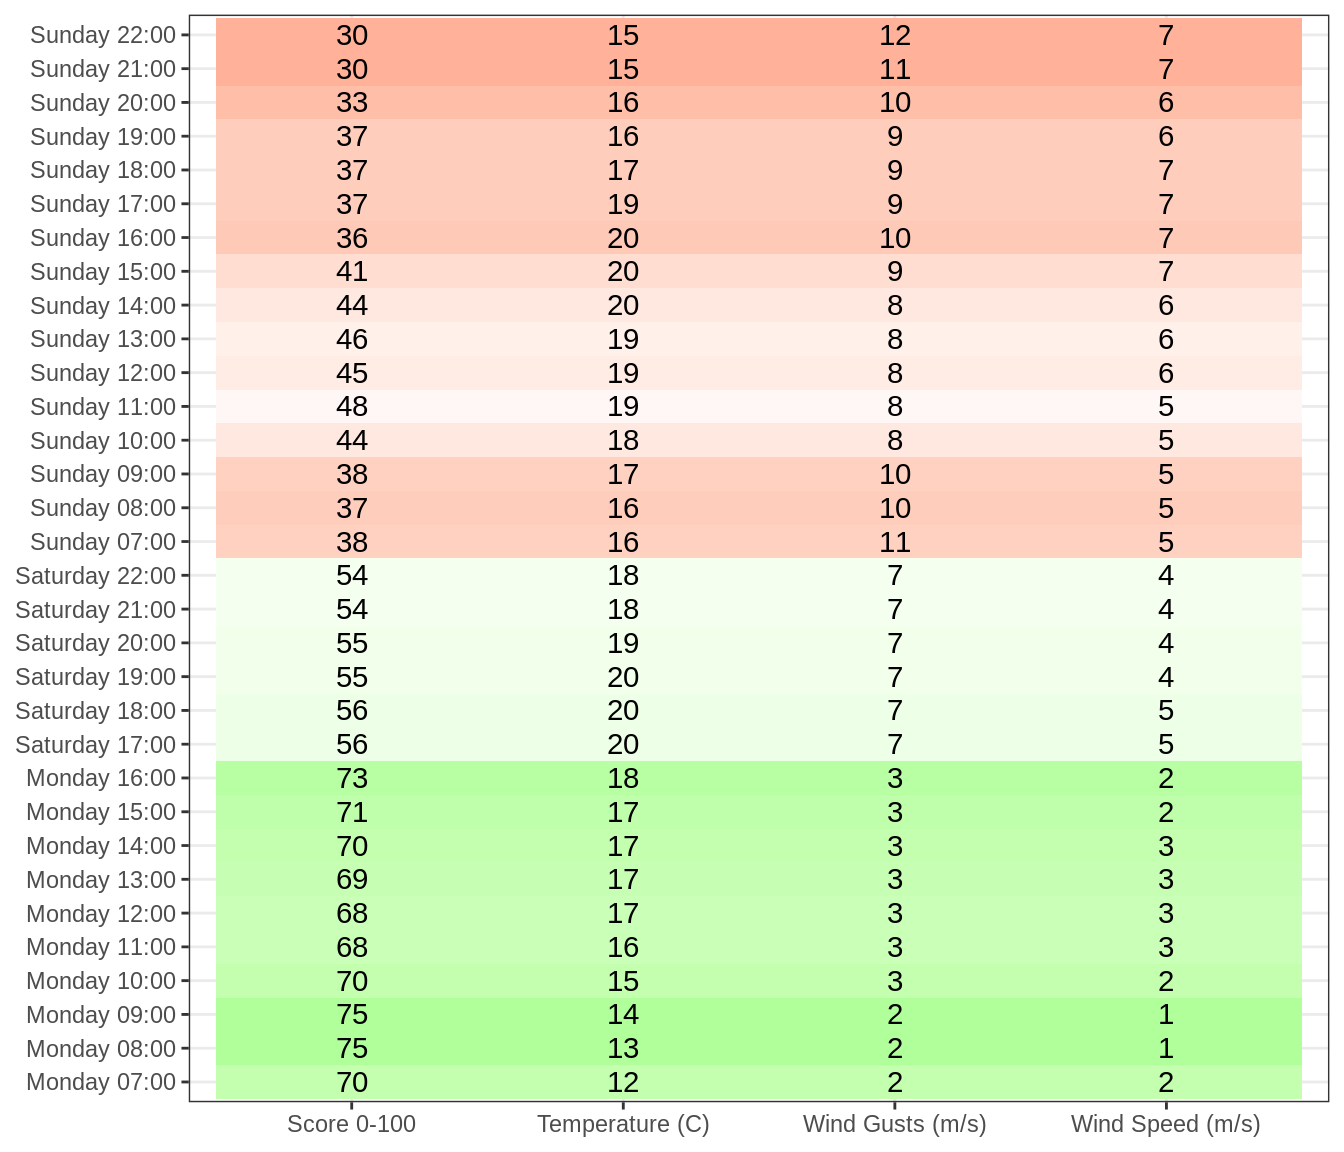 Sunday 22:00 30 15 12 7
Sunday 21:00 30 15 11 7
Sunday 20:00 33 16 10 6
Sunday 19:00 37 16 9 6
Sunday 18:00 37 17 9 7
Sunday 17:00 37 19 9 7
Sunday 16:00 36 20 10 7
Sunday 15:00 41 20 9 7
Sunday 14:00 44 20 8 6
Sunday 13:00 46 19 8 6
Sunday 12:00 45 19 8 6
Sunday 11:00 48 19 8 5
Sunday 10:00 44 18 8 5
Sunday 09:00 38 17 10 5
Sunday 08:00 37 16 10 5
Sunday 07:00 38 16 11 5
Saturday 22:00 54 18 7 4
Saturday 21:00 54 18 7 4
Saturday 20:00 55 19 7 4
Saturday 19:00 55 20 7 4
Saturday 18:00 56 20 7 5
Saturday 17:00 56 20 7 5
Monday 16:00 73 18 3 2
Monday 15:00 71 17 3 2
Monday 14:00 70 17 3 3
Monday 13:00 69 17 3 3
Monday 12:00 68 17 3 3
Monday 11:00 68 16 3 3
Monday 10:00 70 15 3 2
Monday 09:00 75 14 2 1
Monday 08:00 75 13 2 1
Monday 07:00 70 12 2 2
Score 0-100 Temperature (C) Wind Gusts (m/s) Wind Speed (m/s)